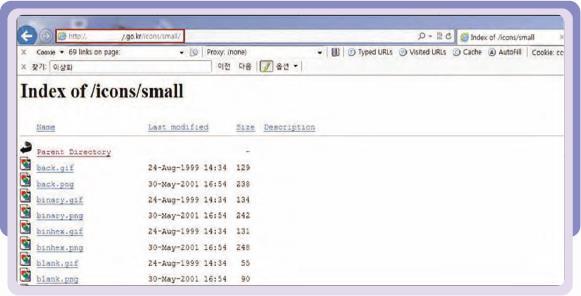 http:// /.go.kr/icons/small/
Index of /icons/small
x Cookie ▼ 69 links on page: Proxy: (none) Typed URLs Visited URLs Cache AutoFill Cookie: cc
x 찾기: 이상화 이전 다음 옵션 ▼
Index of /icons/small
Name Last modified Size Description
Parent Directory -
back.gif 24-Aug-1999 14:34 129
back.png 30-May-2001 16:54 238
binary.gif 24-Aug-1999 14:34 134
binary.png 30-May-2001 16:54 242
binhex.gif 24-Aug-1999 14:34 131
binhex.png 30-May-2001 16:54 248
blank.gif 24-Aug-1999 14:34 55
blank.png 30-May-2001 16:54 90